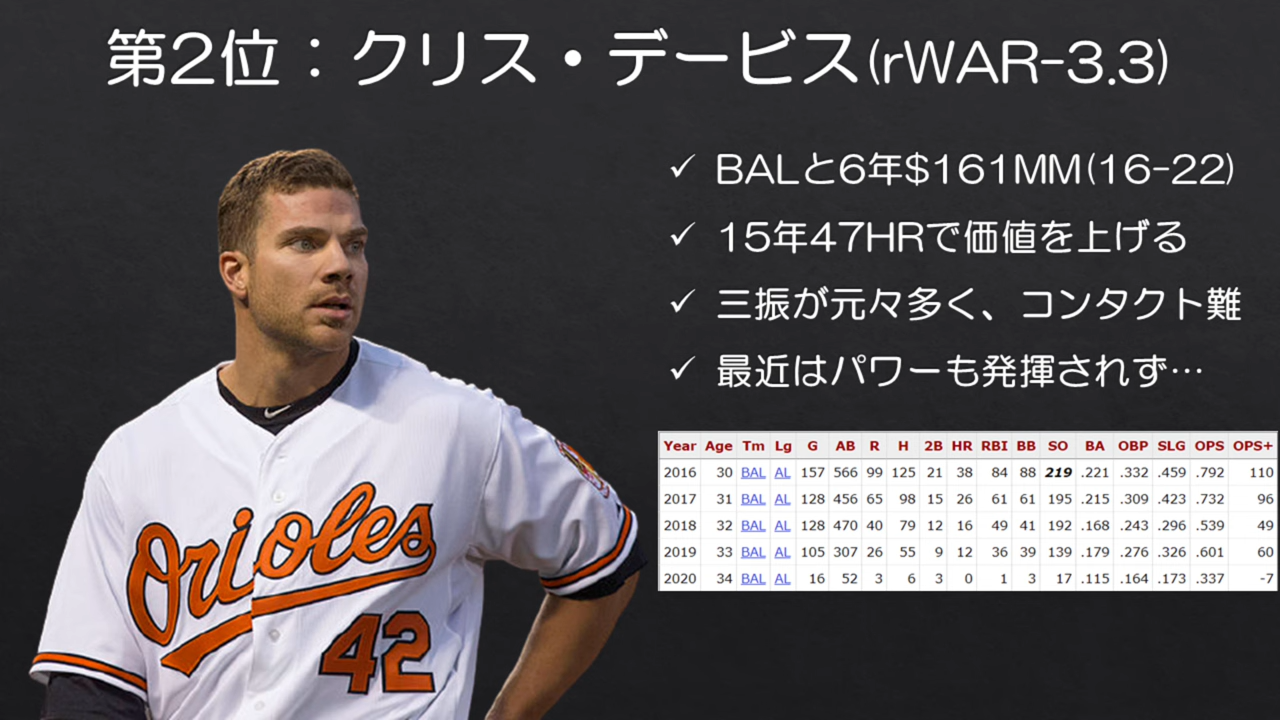 第2位：クリス・デービス(rWAR-3.3)
✓ BALと6年$161MM(16-22)
✓ 15年47HRで価値を上げる
✓ 三振が元々多く、コンタクト難
✓ 最近はパワーも発揮されず…
Year Age Tm Lg G AB R H 2B HR RBI BB SO BA OBP SLG OPS OPS+
2016 30 BAL AL 157 566 99 125 21 38 84 88 219 .221 .332 .459 .792 110
2017 31 BAL AL 128 456 65 98 15 26 61 61 195 .215 .309 .423 .732 96
2018 32 BAL AL 128 470 40 79 12 16 49 41 192 .168 .243 .296 .539 49
2019 33 BAL AL 105 307 26 55 9 12 36 39 139 .179 .276 .326 .601 60
2020 34 BAL AL 16 52 3 6 3 0 1 3 17 .115 .164 .173 .337 -7
Orioles
42